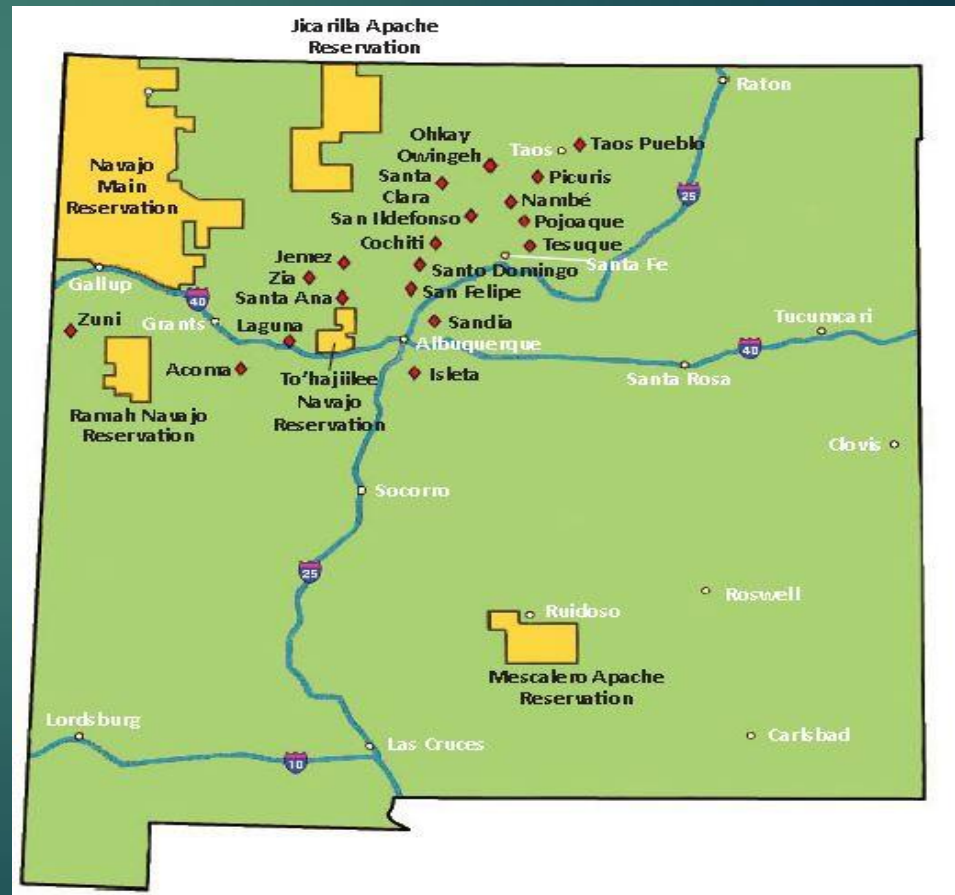 Jicarilla Apache
Reservation
Raton
Ohkay
Owingeh
Taos
Taos Pueblo
Navajo
Main
Reservation
Santa
Clara
Picuris
25
Nambé
San Ildefonso
Pojoaque
Cochiti
Tesuque
Jemez
Santo Domingo
Santa Fe
Zia
Gallup
San Felipe
40
Santa Ana
Zuni
Grants
Laguna
Sandia
Tucumcari
Albuquerque
40
Acoma
To'hajiilee
Navajo
Reservation
Isleta
Santa Rosa
Ramah Navajo
Reservation
Clovis
Socorro
25
Roswell
Ruidoso
Mescalero Apache
Reservation
Lordsburg
Las Cruces
Carlsbad
10